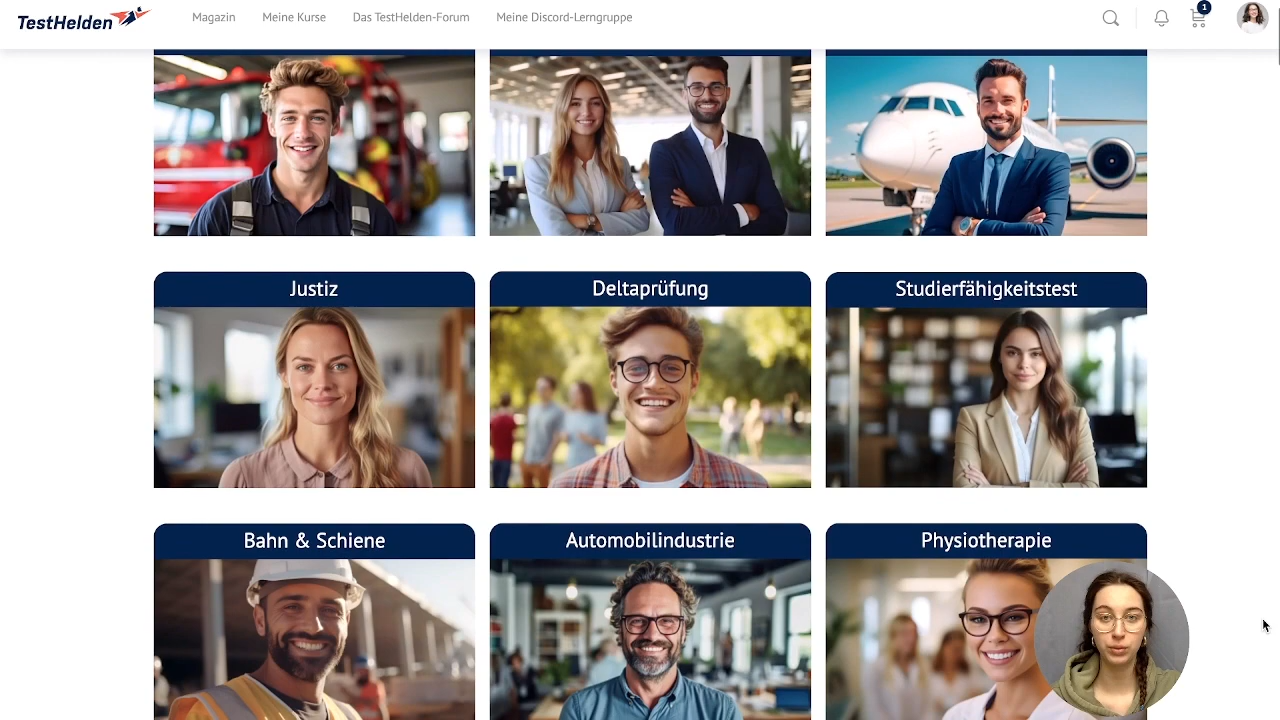 TestHelden
Magazin
Meine Kurse
Das TestHelden-Forum
Meine Discord-Lerngruppe
1
Justiz
Deltaprüfung
Studierfähigkeitstest
Bahn & Schiene
Automobilindustrie
Physiotherapie